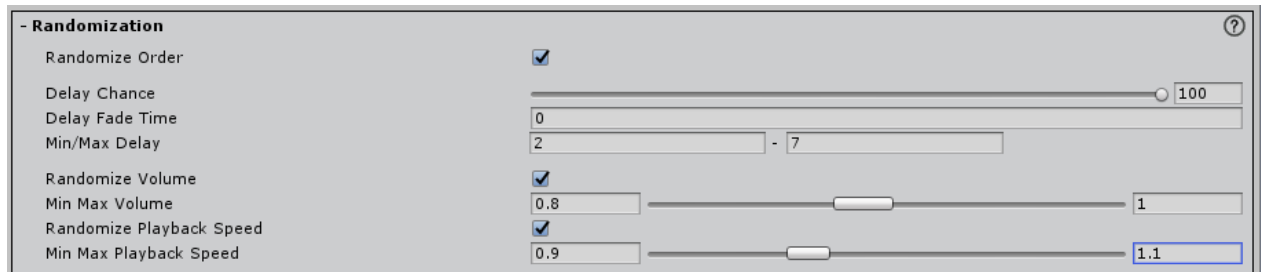 - Randomization ?
Randomize Order
Delay Chance 100
Delay Fade Time 0
Min/Max Delay 2 - 7
Randomize Volume
Min Max Volume 0.8 1
Randomize Playback Speed
Min Max Playback Speed 0.9 1.1